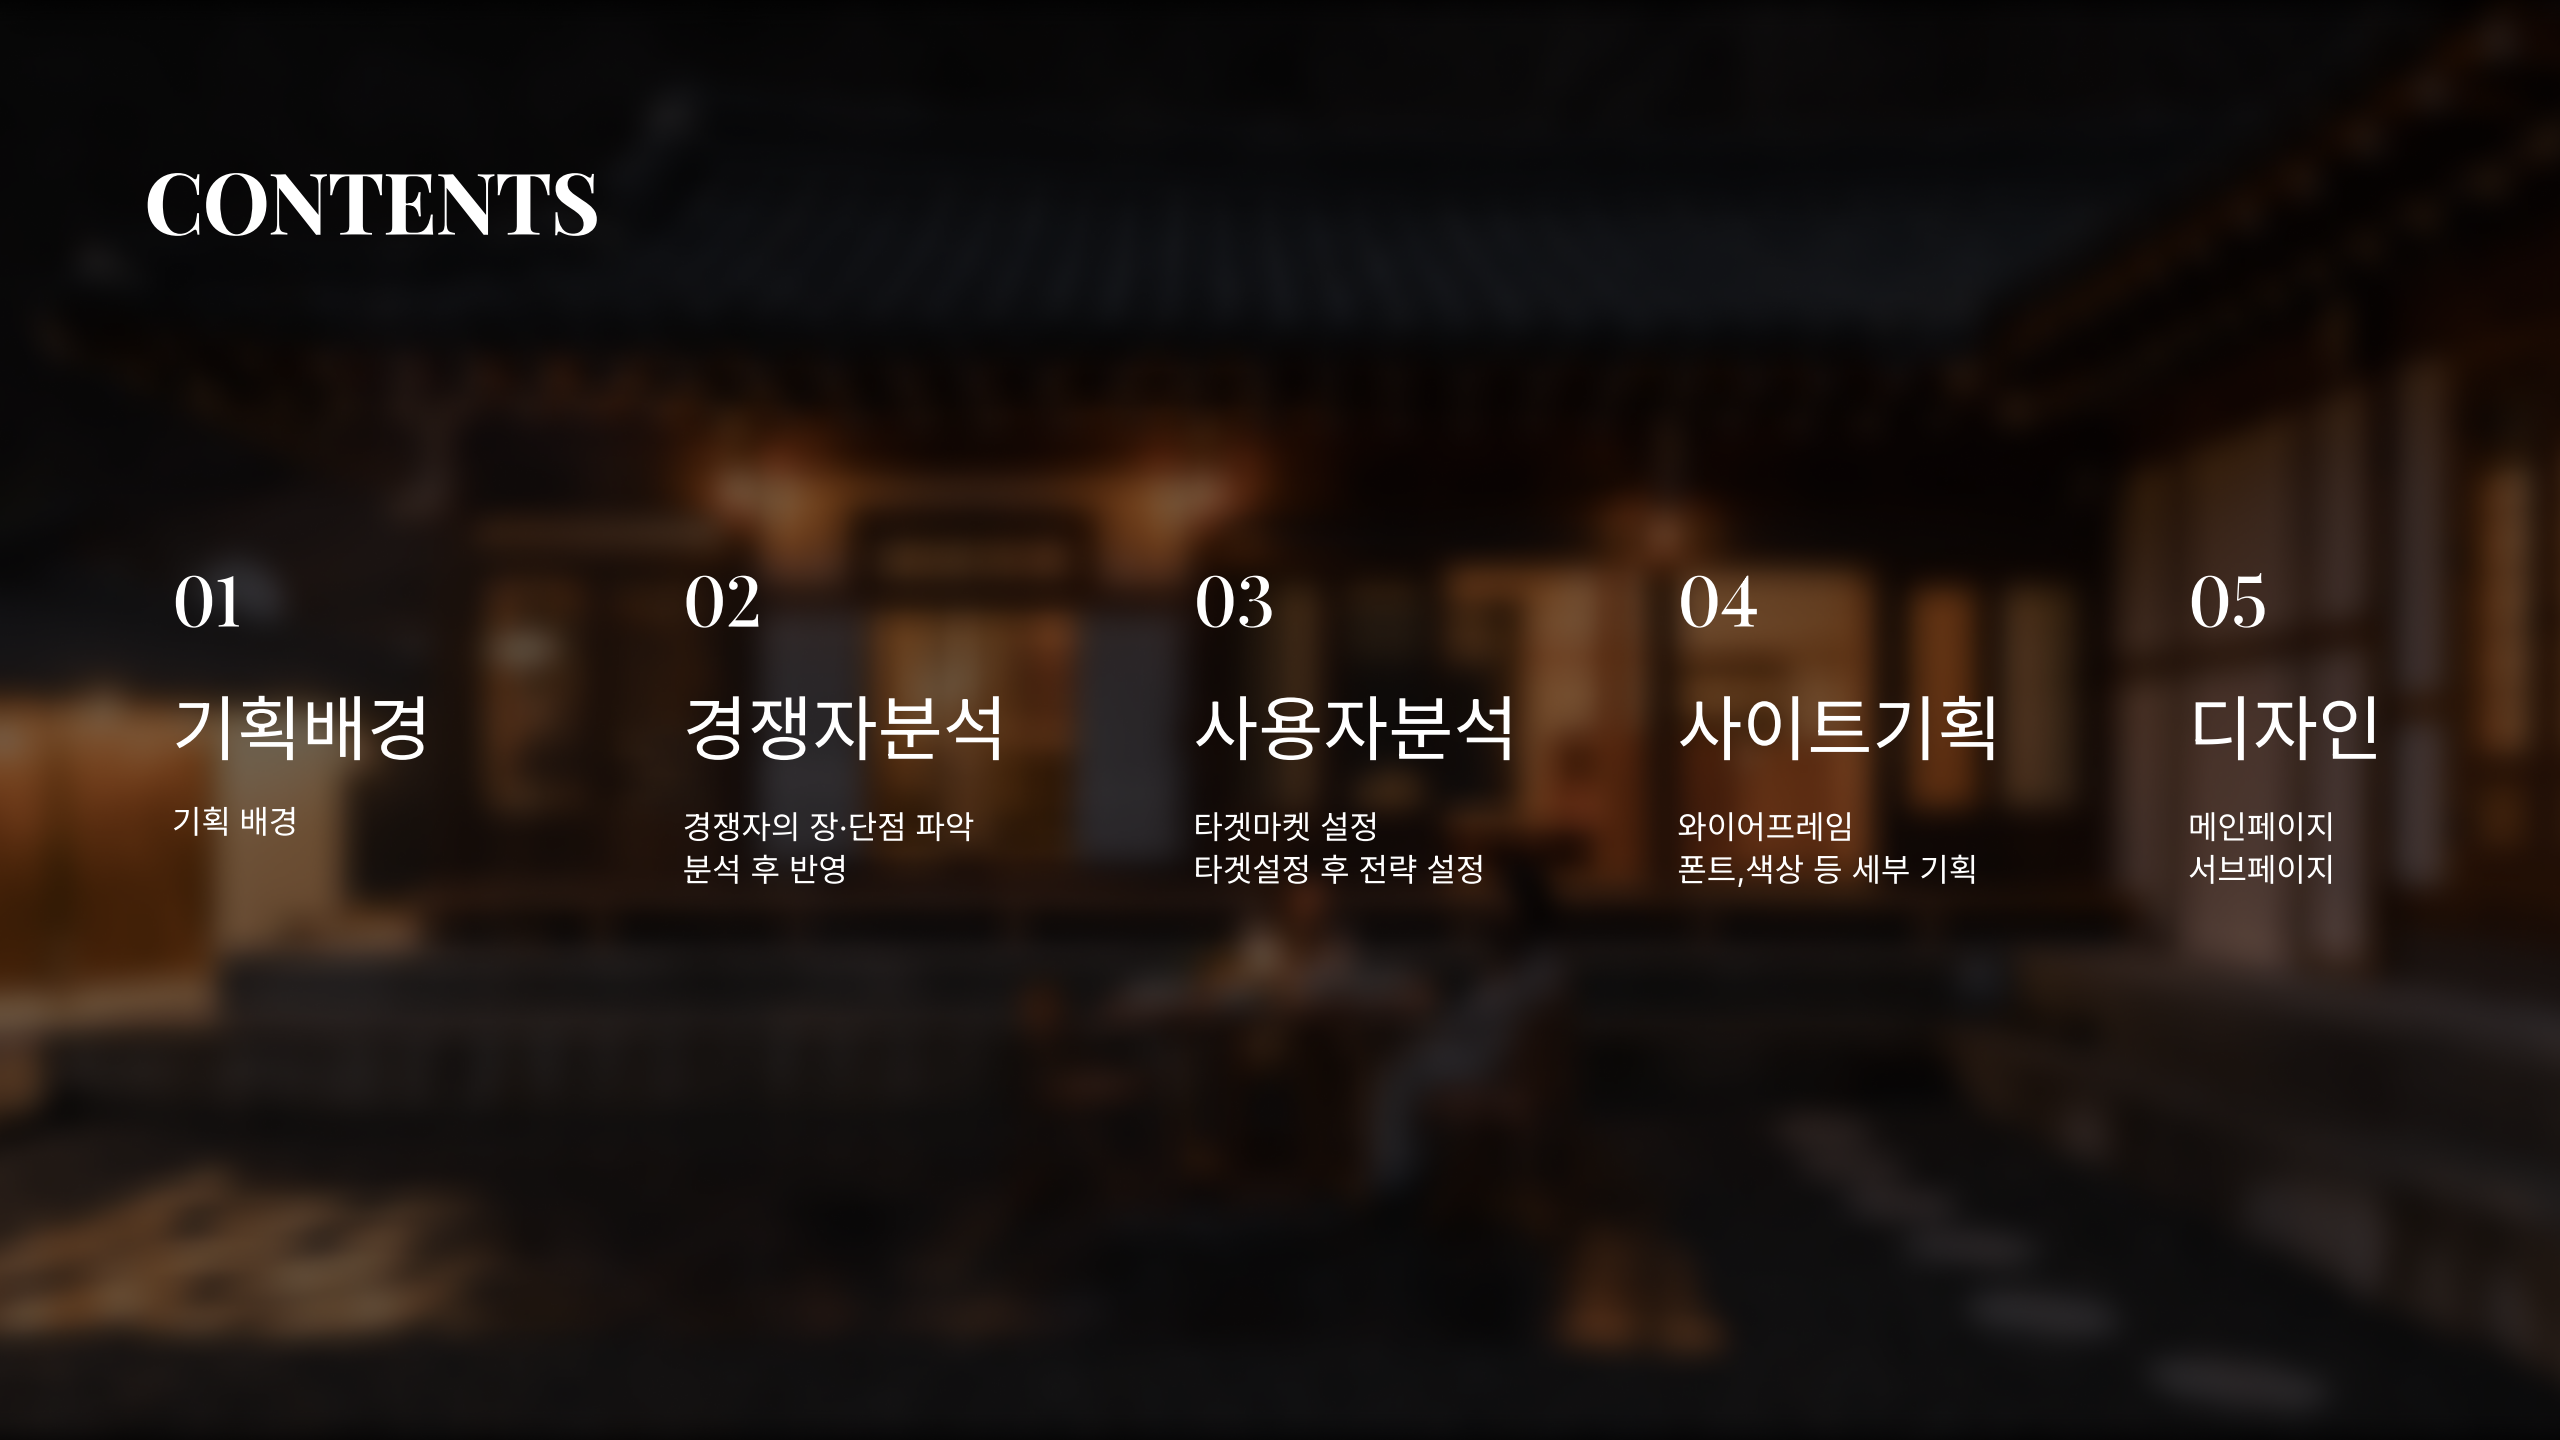 CONTENTS
01
기획배경
기획 배경
02
경쟁자분석
경쟁자의 장·단점 파악
분석 후 반영
03
사용자분석
타겟마켓 설정
타겟설정 후 전략 설정
04
사이트기획
와이어프레임
폰트,색상 등 세부 기획
05
디자인
메인페이지
서브페이지